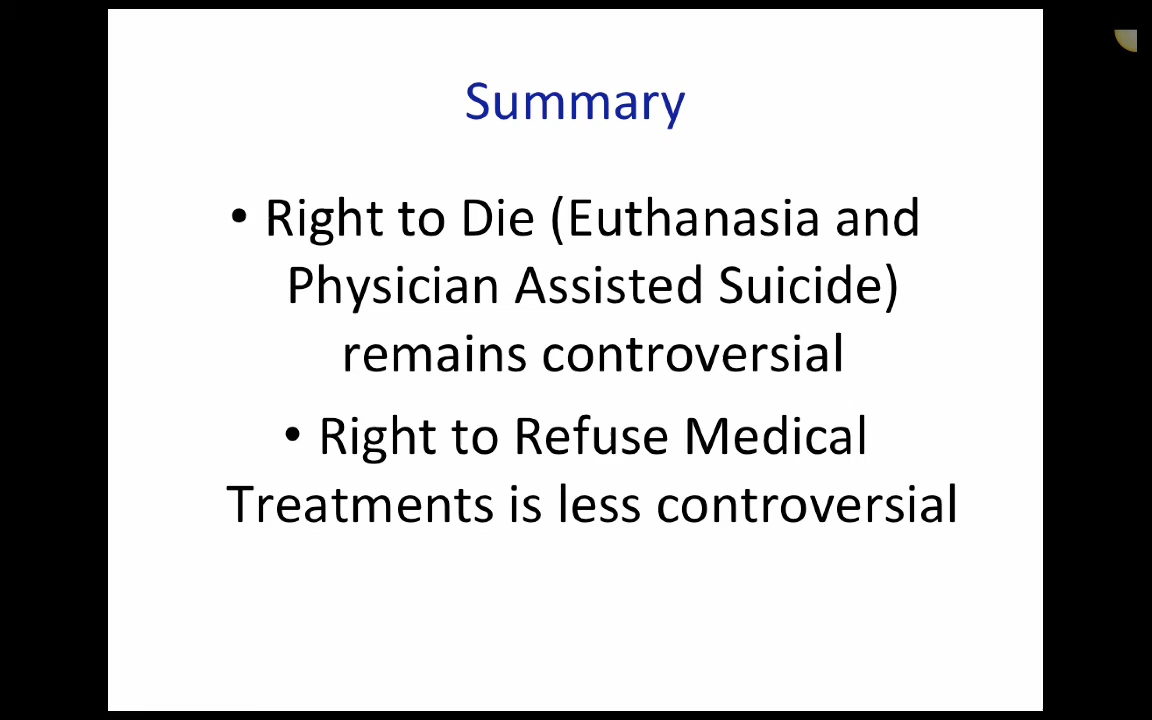 Summary
• Right to Die (Euthanasia and
Physician Assisted Suicide)
remains controversial
• Right to Refuse Medical
Treatments is less controversial